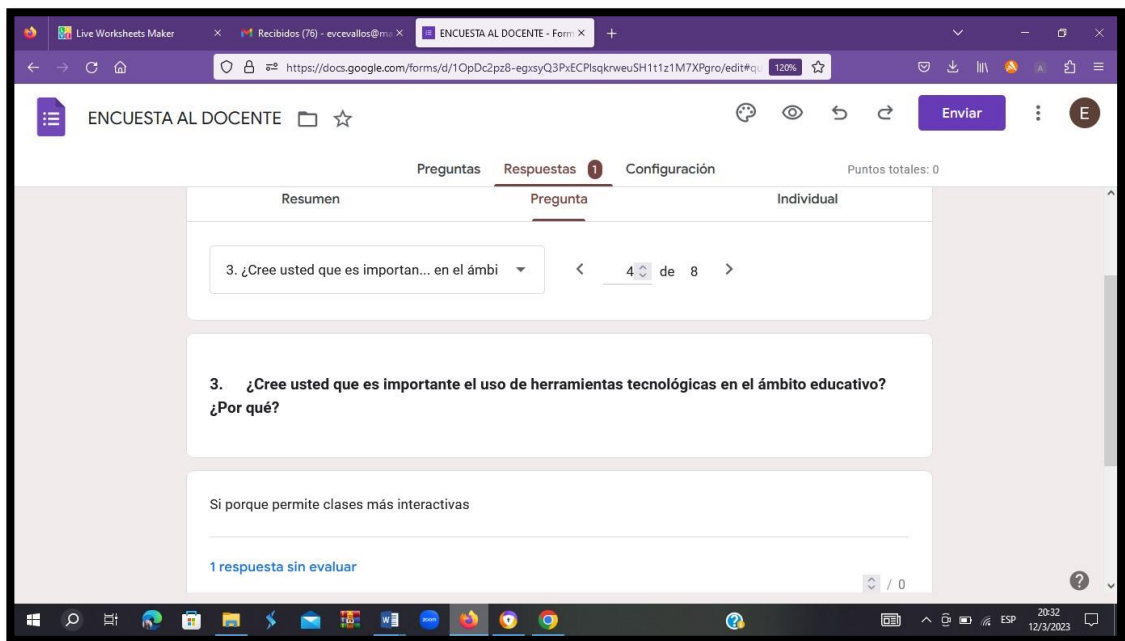 Live Worksheets Maker
Recibidos (76) - evcevallos@ma
ENCUESTA AL DOCENTE - Form
https://docs.google.com/forms/d/1OpDc2pz8-egxsyQ3PxECPlsqkrweuSH1t1z1M7XPgro/edit#qu
120%
ENCUESTA AL DOCENTE
Enviar
E
Preguntas Respuestas 1 Configuración Puntos totales: 0
Resumen Pregunta Individual
3. ¿Cree usted que es importan... en el ámbi 4 de 8
3. ¿Cree usted que es importante el uso de herramientas tecnológicas en el ámbito educativo?
¿Por qué?
Si porque permite clases más interactivas
1 respuesta sin evaluar
/ 0
zoom
ESP
20:32
12/3/2023